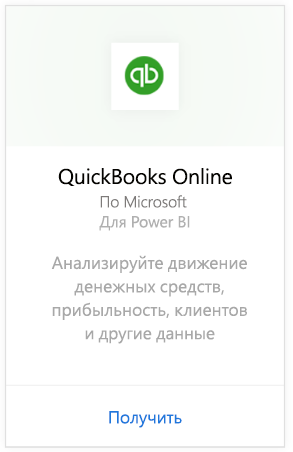 qb
QuickBooks Online
По Microsoft
Для Power BI
Анализируйте движение
денежных средств,
прибыльность, клиентов
и другие данные
Получить